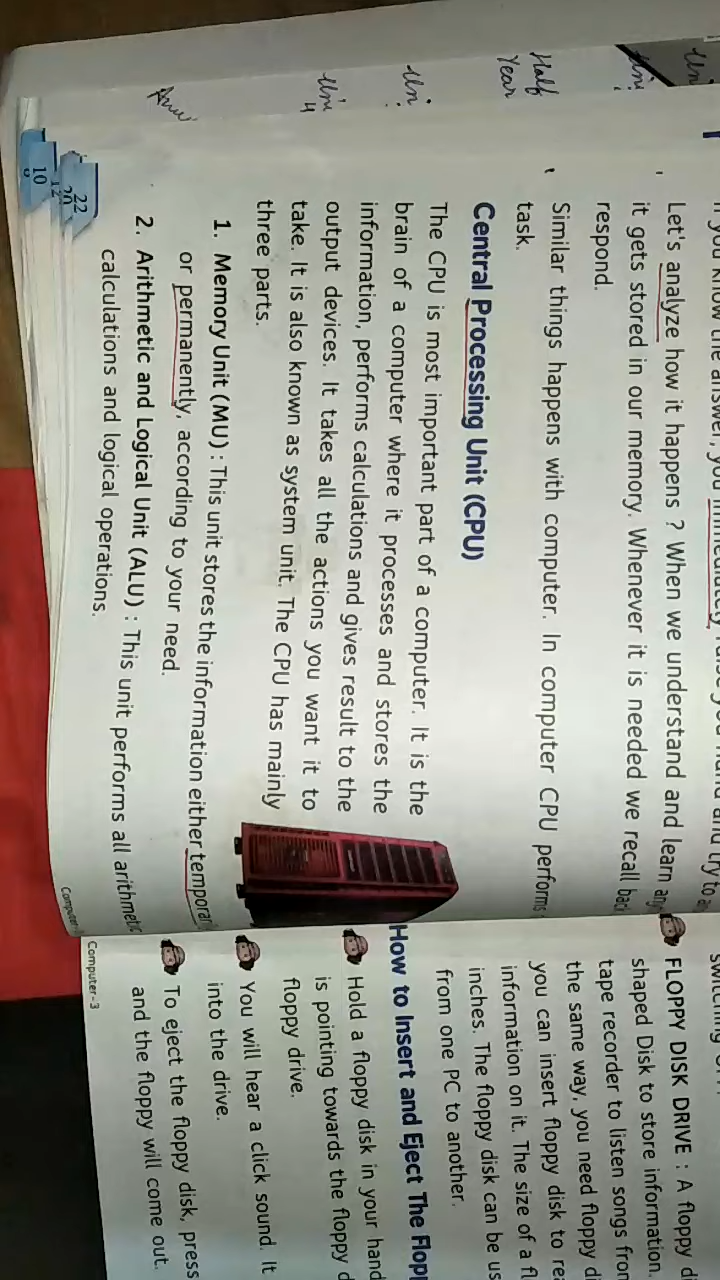 Uni
4
Half
Year
if you know the answer, you
Let's analyze how it happens ? When we understand and learn
it gets stored in our memory. Whenever it is needed we recall
respond.
Similar things happens with computer. In computer CPU performs
task.
Central Processing Unit (CPU)
The CPU is most important part of a computer. It is the
brain of a computer where it processes and stores the
information, performs calculations and gives result to the
output devices. It takes all the actions you want it to
take. It is also known as system unit. The CPU has mainly
three parts.
1. Memory Unit (MU) : This unit stores the information either
or permanently, according to your need.
2. Arithmetic and Logical Unit (ALU) : This unit performs all
calculations and logical operations.
22
20
12
10
FLOPPY DISK DRIVE : A floppy
shaped Disk to store information.
tape recorder to listen songs
the same way, you need floppy
you can insert floppy disk to
information on it. The size of a
inches. The floppy disk can be
from one PC to another.
How to Insert and Eject The
Hold a floppy disk in your hand
is pointing towards the floppy
floppy drive.
You will hear a click sound. It
into the drive.
To eject the floppy disk, press
and the floppy will come out.
Computer-3